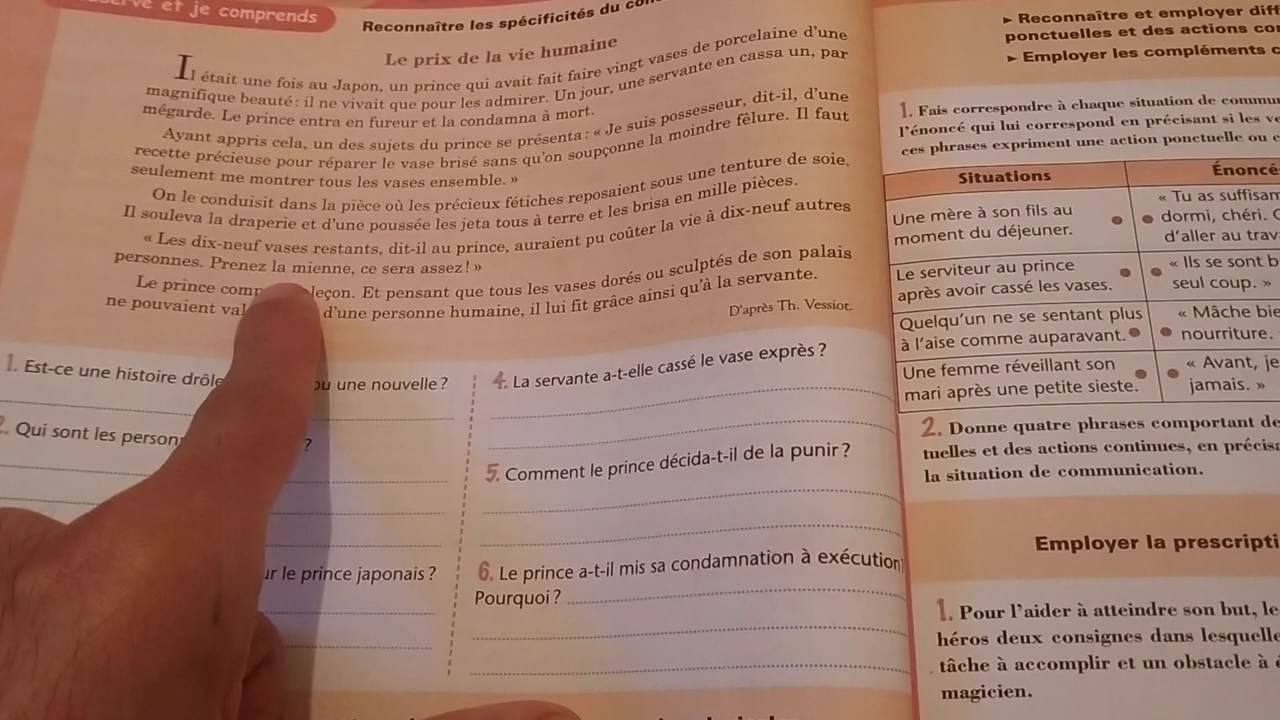 et je comprends
Reconnaître les spécificités du
Le prix de la vie humaine
Il était une fois au Japon, un prince qui avait fait faire vingt vases de porcelaine d'une
magnifique beauté : il ne vivait que pour les admirer. Un jour, une servante en cassa un, par
mégarde. Le prince entra en fureur et la condamna à mort.
Ayant appris cela, un des sujets du prince se présenta : « Je suis possesseur, dit-il, d'une
recette précieuse pour réparer le vase brisé sans qu'on soupçonne la moindre fêlure. Il faut
seulement me montrer tous les vases ensemble. »
On le conduisit dans la pièce où les précieux fétiches reposaient sous une tenture de soie.
Il souleva la draperie et d'une poussée les jeta tous à terre et les brisa en mille pièces.
« Les dix-neuf vases restants, dit-il au prince, auraient pu coûter la vie à dix-neuf autres
personnes. Prenez la mienne, ce sera assez ! »
Le prince leçon. Et pensant que tous les vases dorés ou sculptés de son palais
ne pouvaient d'une personne humaine, il lui fit grâce ainsi qu'à la servante.
D'après Th. Vessiot.
1. Est-ce une histoire drôle ou une nouvelle ?
2. Qui sont les ?
le prince japonais ?
4. La servante a-t-elle cassé le vase exprès ?
5. Comment le prince décida-t-il de la punir ?
6. Le prince a-t-il mis sa condamnation à exécution
Pourquoi ?
► Reconnaître et employer
ponctuelles et des actions
► Employer les compléments
1. Fais correspondre à chaque situation de
l'énoncé qui lui correspond en précisant si les
ces phrases expriment une action ponctuelle ou
Situations
Énoncé
Une mère à son fils au
moment du déjeuner.
« Tu as
dormi, chéri.
d'aller au
Le serviteur au prince
après avoir cassé les vases.
« Ils se sont
seul coup. »
Quelqu'un ne se sentant plus
à l'aise comme auparavant.
« Mâche
nourriture.
Une femme réveillant son
mari après une petite sieste.
« Avant, je
jamais. »
2. Donne quatre phrases comportant
tuelles et des actions continues, en
la situation de communication.
Employer la
1. Pour l'aider à atteindre son but, le
héros deux consignes dans
tâche à accomplir et un obstacle à
magicien.